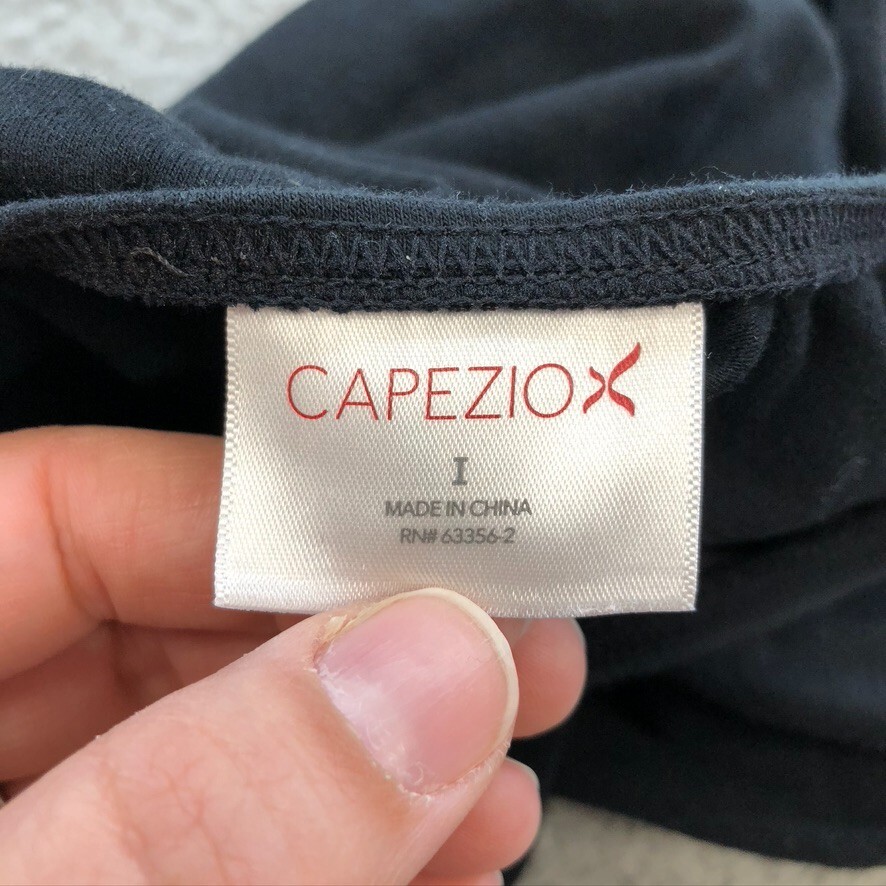 CAPEZIO
I
MADE IN CHINA
RN# 63356-2